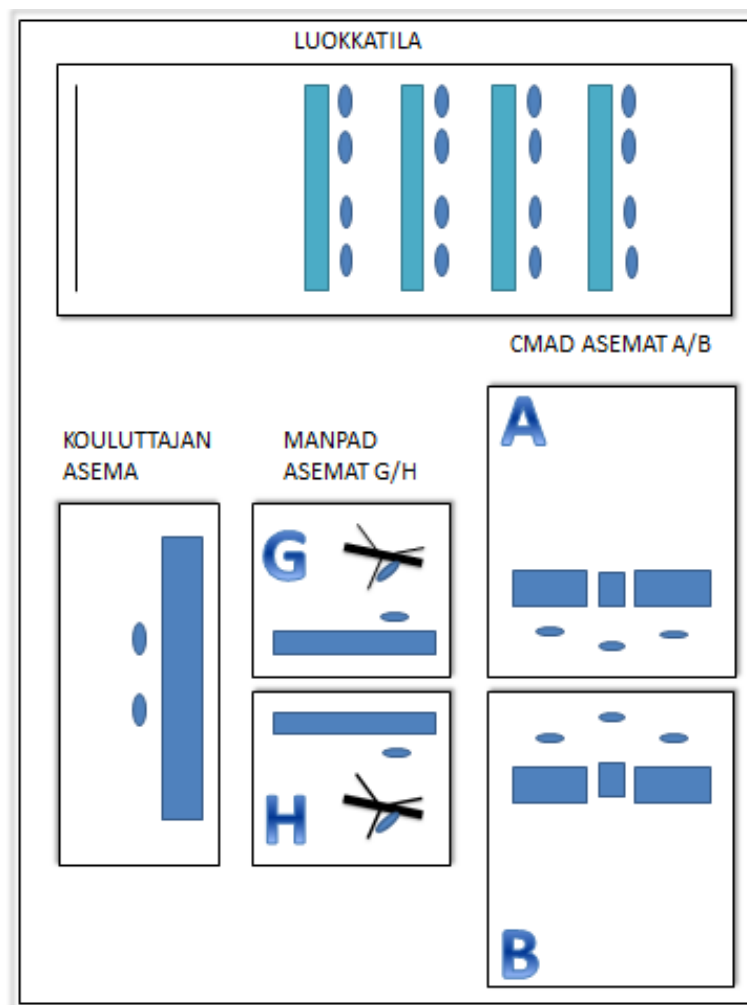 LUOKKATILA
CMAD ASEMAT A/B
KOULUTTAJAN
ASEMA
MANPAD
ASEMAT G/H
A
G
H
B